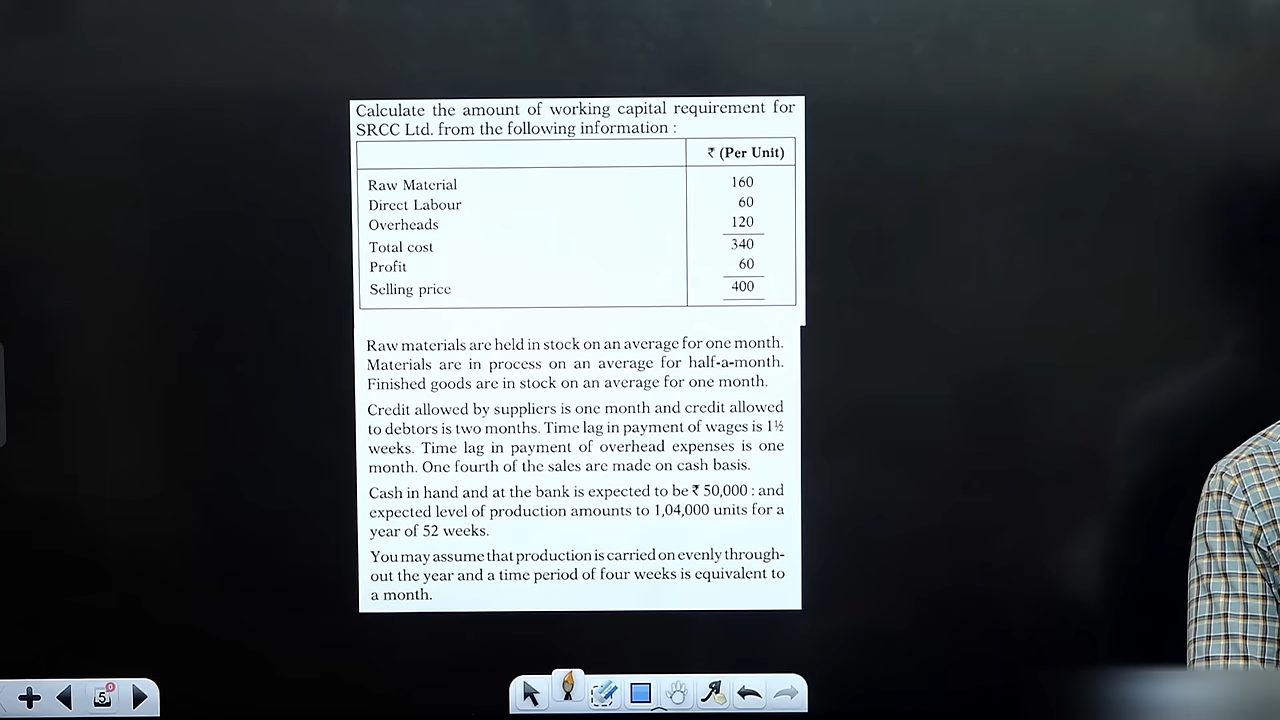 Calculate the amount of working capital requirement for
SRCC Ltd. from the following information :
₹ (Per Unit)
Raw Material 160
Direct Labour 60
Overheads 120
Total cost 340
Profit 60
Selling price 400
Raw materials are held in stock on an average for one month.
Materials are in process on an average for half-a-month.
Finished goods are in stock on an average for one month.
Credit allowed by suppliers is one month and credit allowed
to debtors is two months. Time lag in payment of wages is 1½
weeks. Time lag in payment of overhead expenses is one
month. One fourth of the sales are made on cash basis.
Cash in hand and at the bank is expected to be ₹ 50,000 : and
expected level of production amounts to 1,04,000 units for a
year of 52 weeks.
You may assume that production is carried on evenly through-
out the year and a time period of four weeks is equivalent to
a month.
5
0